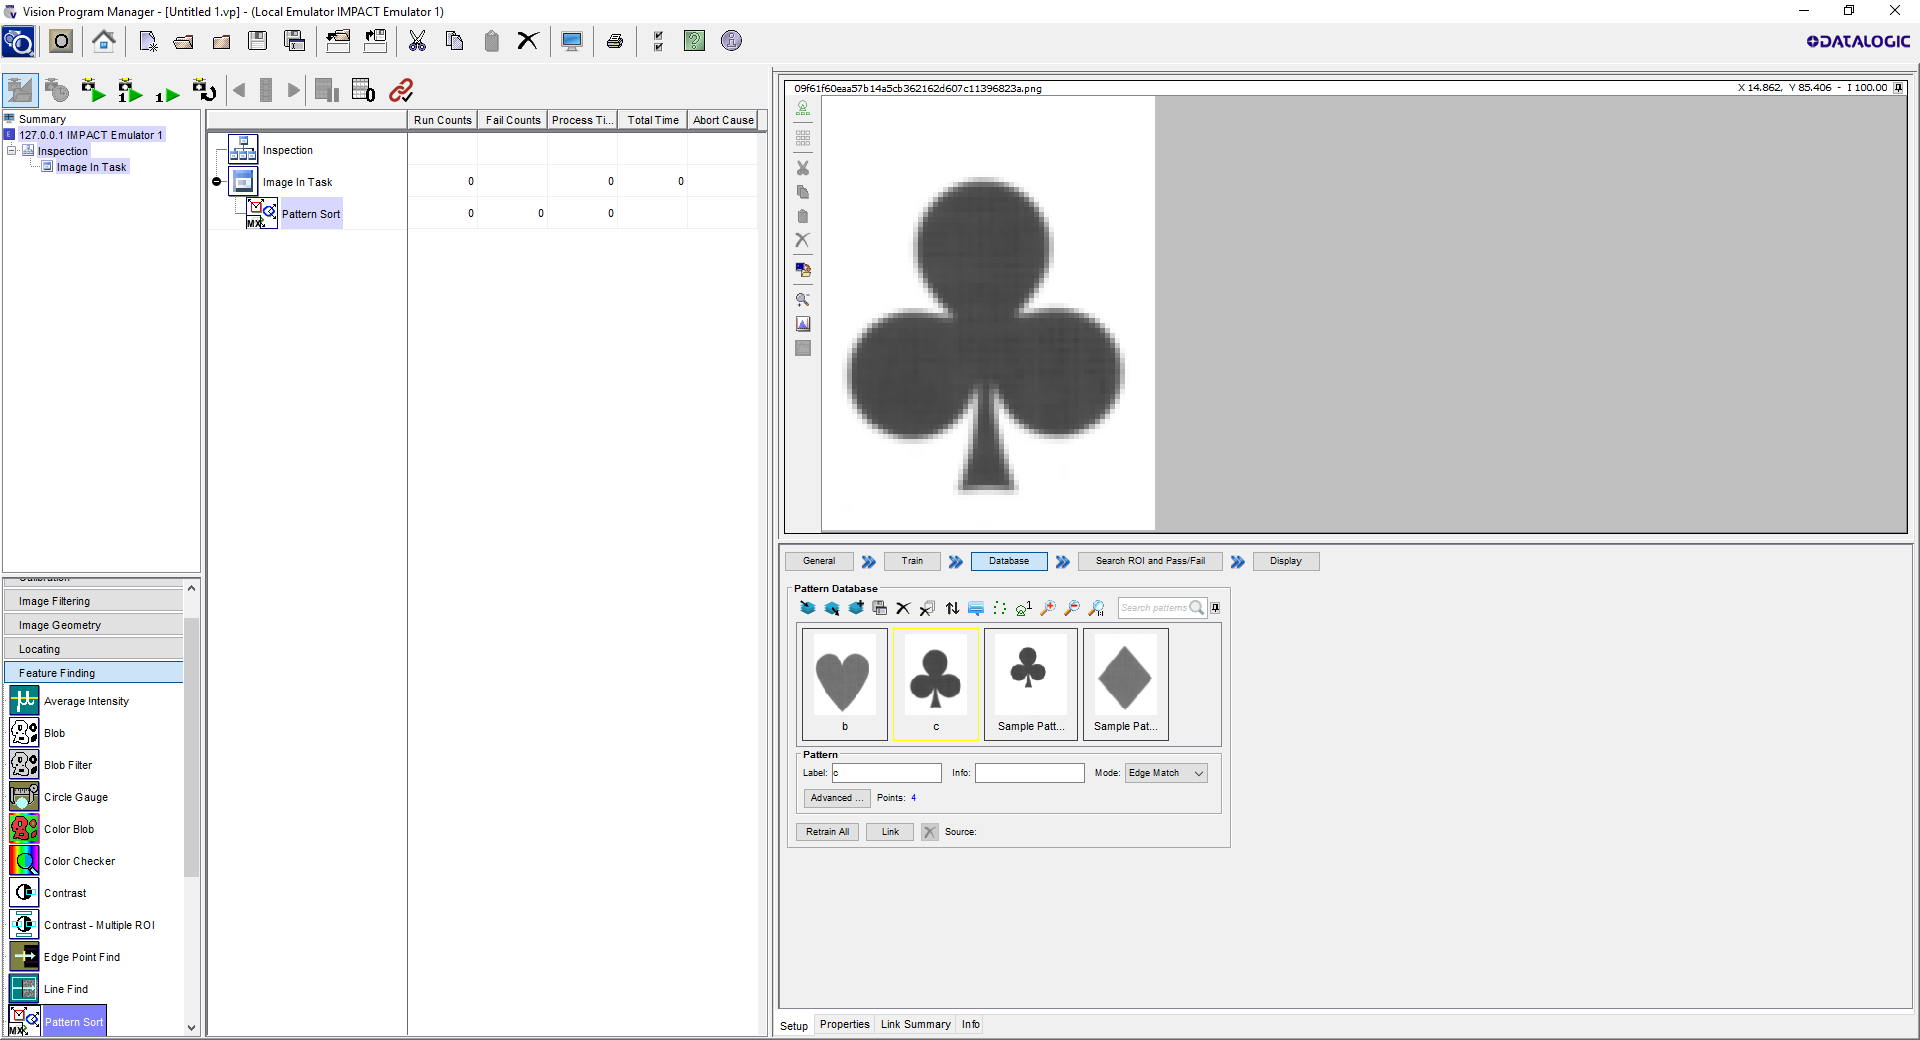 Vision Program Manager - [Untitled 1.vp] - (Local Emulator IMPACT Emulator 1)
DATALOGIC
Summary
127.0.0.1 IMPACT Emulator 1
Inspection
Image In Task
Run Counts Fail Counts Process Ti... Total Time Abort Cause
Inspection
Image In Task 0 0 0
Pattern Sort 0 0 0
Calibration
Image Filtering
Image Geometry
Locating
Feature Finding
Average Intensity
Blob
Blob Filter
Circle Gauge
Color Blob
Color Checker
Contrast
Contrast - Multiple ROI
Edge Point Find
Line Find
Pattern Sort
09f61f60eaa57b14a5cb362162d607c11396823a.png X 14.862, Y 85.406 - I 100.00
General Train Database Search ROI and Pass/Fail Display
Pattern Database
Search patterns
b c Sample Patt... Sample Pat...
Pattern
Label: c Info: Mode: Edge Match
Advanced ... Points: 4
Retrain All Link Source:
Setup Properties Link Summary Info